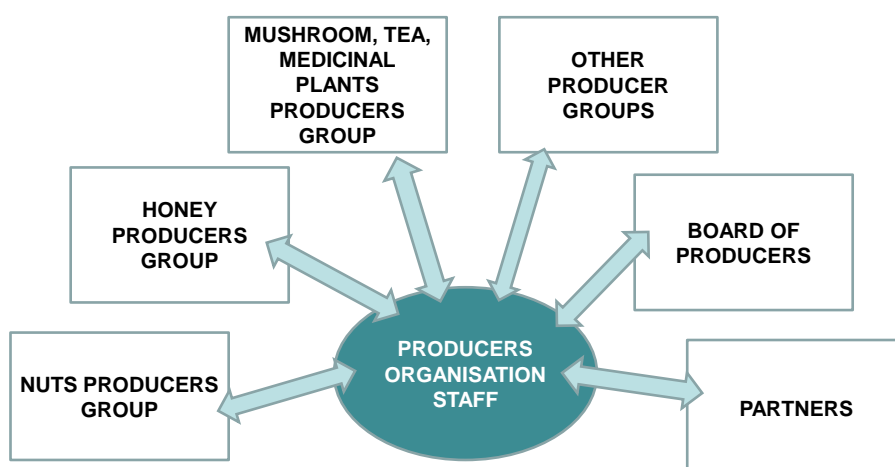 MUSHROOM, TEA,
MEDICINAL
PLANTS
PRODUCERS
GROUP
OTHER
PRODUCER
GROUPS
HONEY
PRODUCERS
GROUP
BOARD OF
PRODUCERS
PRODUCERS
ORGANISATION
STAFF
NUTS PRODUCERS
GROUP
PARTNERS